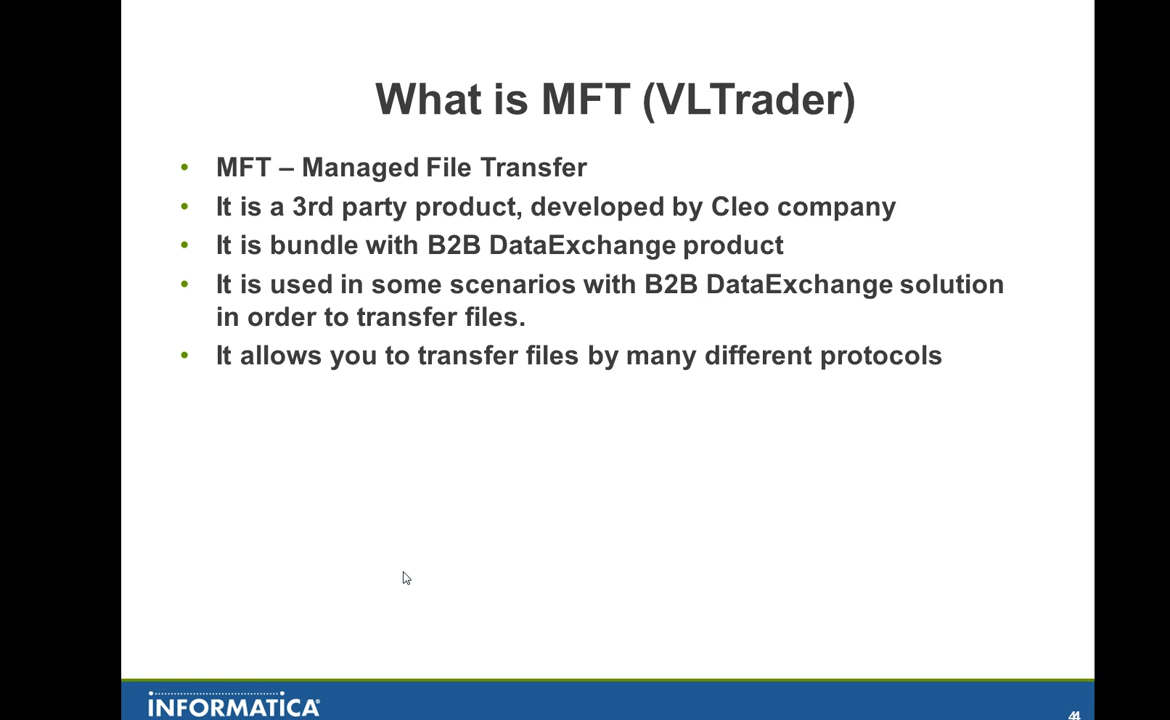 What is MFT (VLTrader)
• MFT – Managed File Transfer
• It is a 3rd party product, developed by Cleo company
• It is bundle with B2B DataExchange product
• It is used in some scenarios with B2B DataExchange solution
in order to transfer files.
• It allows you to transfer files by many different protocols
INFORMATICA